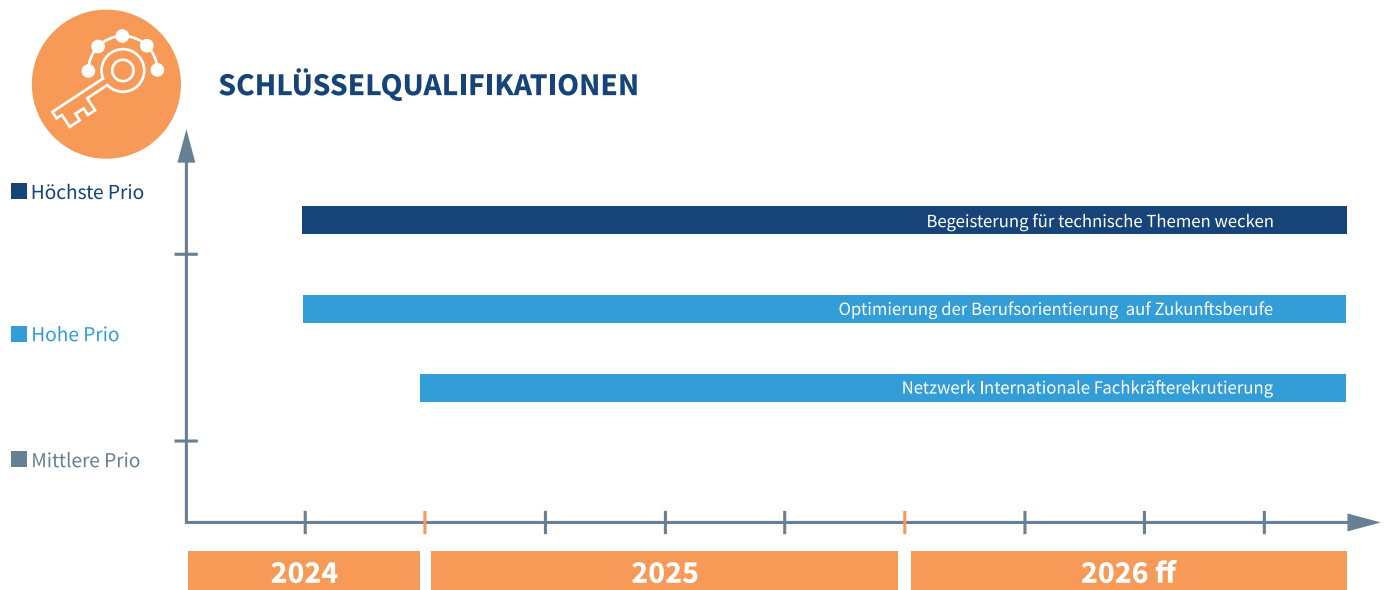 SCHLÜSSELQUALIFIKATIONEN
Höchste Prio
Begeisterung für technische Themen wecken
Optimierung der Berufsorientierung auf Zukunftsberufe
Hohe Prio
Netzwerk Internationale Fachkräfterekrutierung
Mittlere Prio
2024
2025
2026 ff